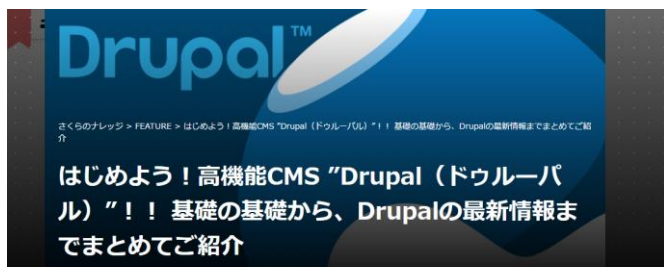 Drupal™
さくらのナレッジ > FEATURE > はじめよう！高機能CMS "Drupal（ドゥルーパル）"！！ 基礎の基礎から、Drupalの最新情報までまとめてご紹
介
はじめよう！高機能CMS ”Drupal（ドゥルーパ
ル）”！！ 基礎の基礎から、Drupalの最新情報ま
でまとめてご紹介